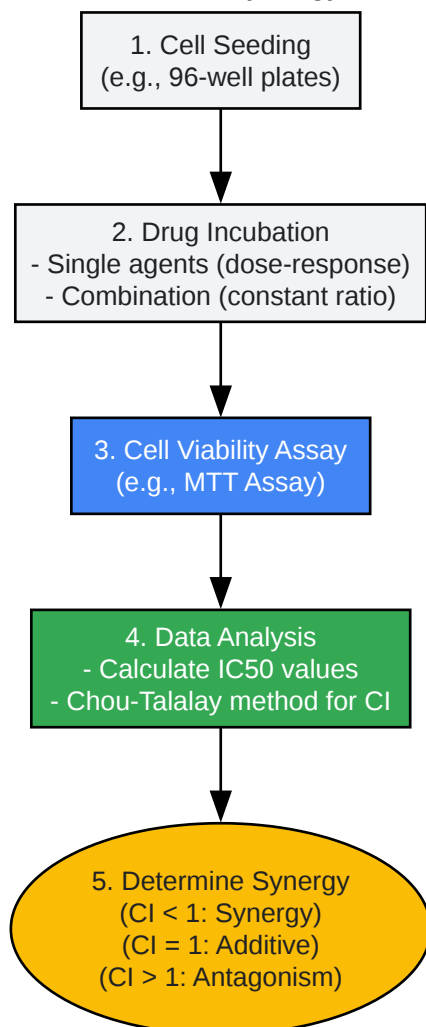 1. Cell Seeding
(e.g., 96-well plates)
2. Drug Incubation
- Single agents (dose-response)
- Combination (constant ratio)
3. Cell Viability Assay
(e.g., MTT Assay)
4. Data Analysis
- Calculate IC50 values
- Chou-Talalay method for CI
5. Determine Synergy
(CI < 1: Synergy)
(CI = 1: Additive)
(CI > 1: Antagonism)